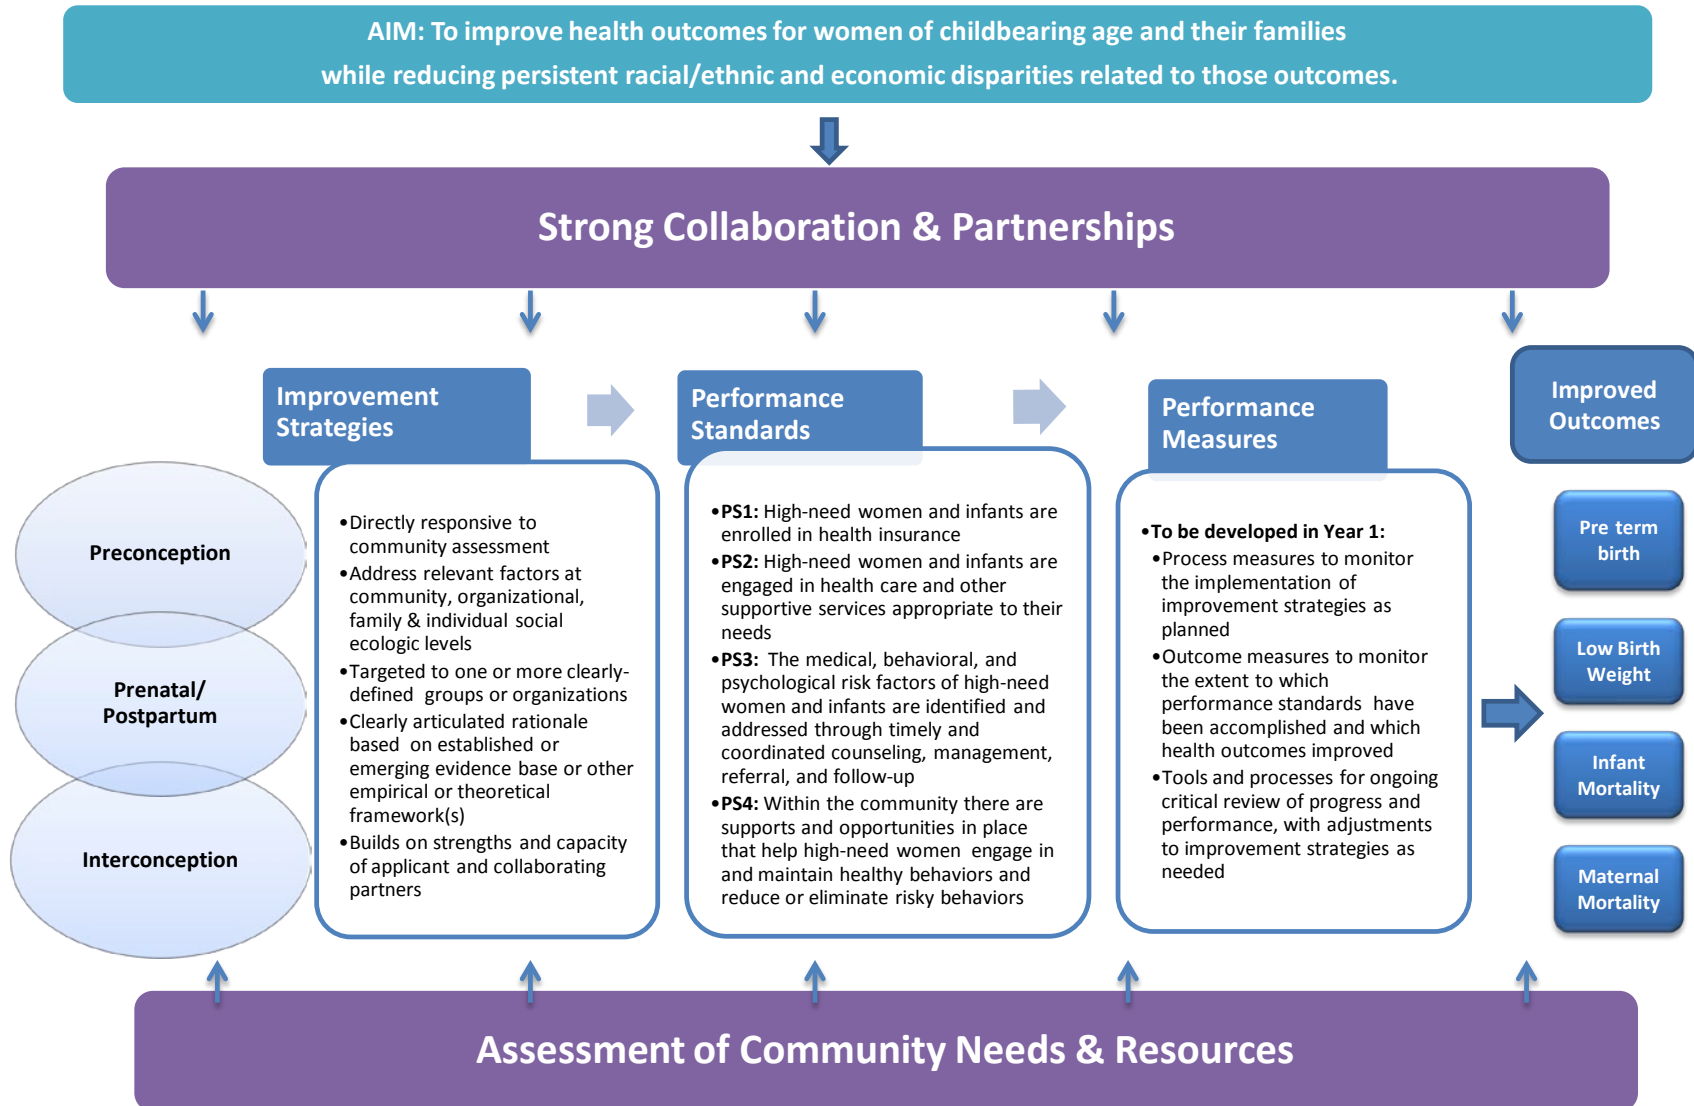 AIM: To improve health outcomes for women of childbearing age and their families
while reducing persistent racial/ethnic and economic disparities related to those outcomes.
Strong Collaboration & Partnerships
Improvement
Strategies
Performance
Standards
Performance
Measures
Improved
Outcomes
Preconception
Prenatal/
Postpartum
Interconception
•Directly responsive to
community assessment
•Address relevant factors at
community, organizational,
family & individual social
ecologic levels
•Targeted to one or more clearly-
defined groups or organizations
•Clearly articulated rationale
based on established or
emerging evidence base or other
empirical or theoretical
framework(s)
•Builds on strengths and capacity
of applicant and collaborating
partners
•PS1: High-need women and infants are
enrolled in health insurance
•PS2: High-need women and infants are
engaged in health care and other
supportive services appropriate to their
needs
•PS3: The medical, behavioral, and
psychological risk factors of high-need
women and infants are identified and
addressed through timely and
coordinated counseling, management,
referral, and follow-up
•PS4: Within the community there are
supports and opportunities in place
that help high-need women engage in
and maintain healthy behaviors and
reduce or eliminate risky behaviors
•To be developed in Year 1:
•Process measures to monitor
the implementation of
improvement strategies as
planned
•Outcome measures to monitor
the extent to which
performance standards have
been accomplished and which
health outcomes improved
•Tools and processes for ongoing
critical review of progress and
performance, with adjustments
to improvement strategies as
needed
Pre term
birth
Low Birth
Weight
Infant
Mortality
Maternal
Mortality
Assessment of Community Needs & Resources